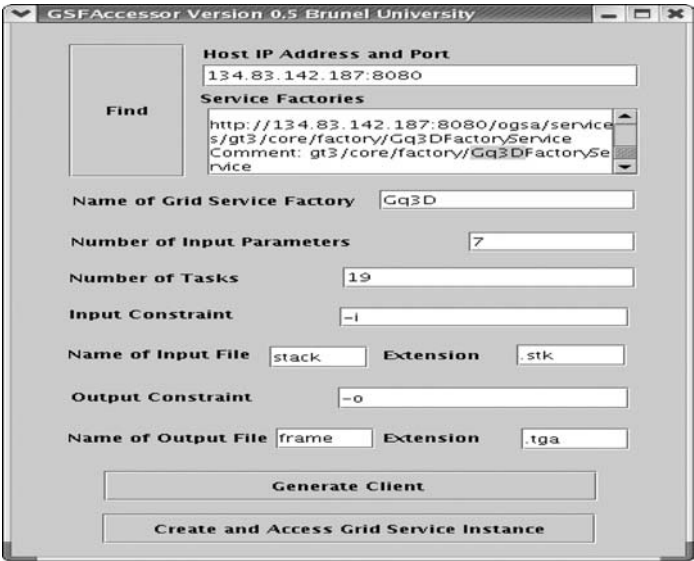 GSFAccessor Version 0.5 Brunel University
Host IP Address and Port
134.83.142.187:8080
Find
Service Factories
http://134.83.142.187:8080/ogsa/service
s/gt3/core/factory/Gq3DFactoryService
Comment: gt3/core/factory/Gq3DFactorySe
rvice
Name of Grid Service Factory Gq3D
Number of Input Parameters 7
Number of Tasks 19
Input Constraint -i
Name of Input File stack Extension .stk
Output Constraint -o
Name of Output File frame Extension .tga
Generate Client
Create and Access Grid Service Instance